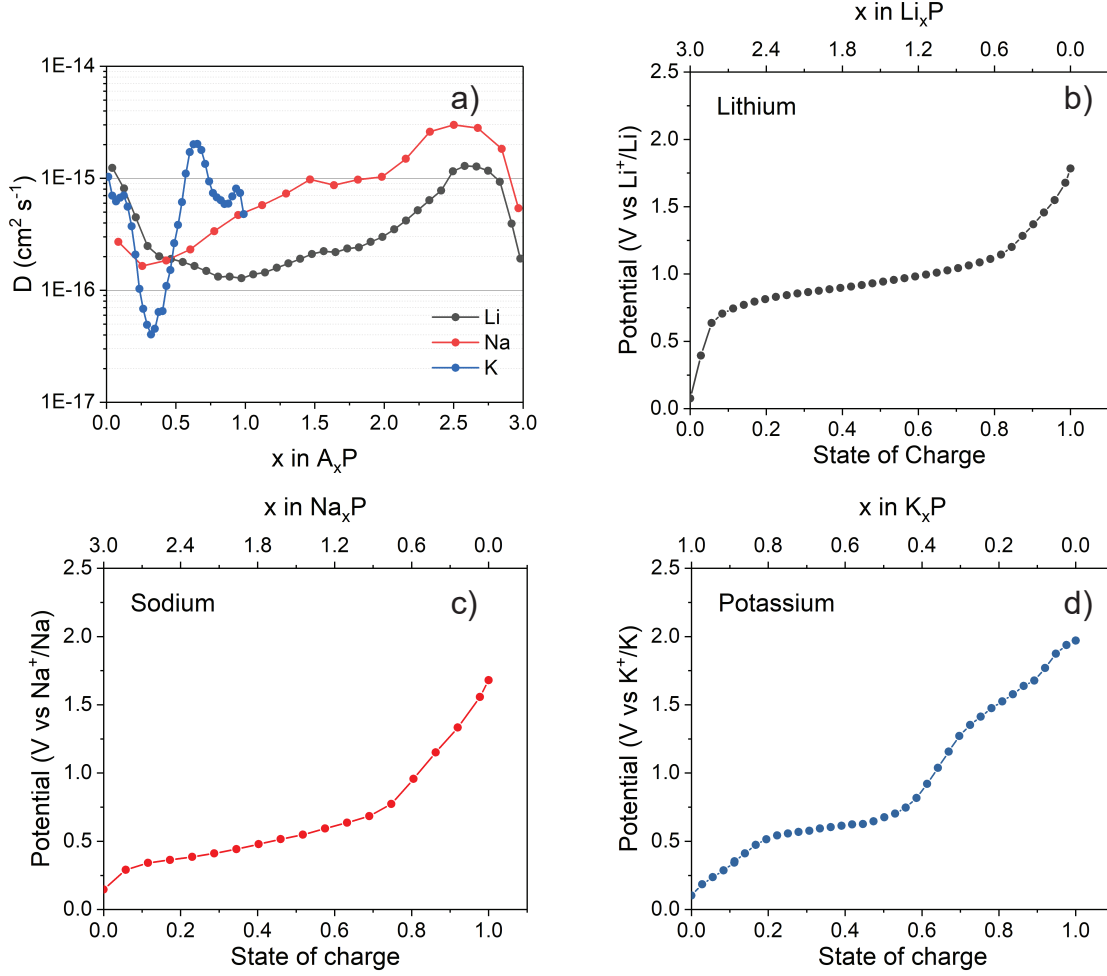 a)
1E-14
1E-15
1E-16
1E-17
D (cm² s⁻¹)
Li
Na
K
0.0 0.5 1.0 1.5 2.0 2.5 3.0
x in AₓP
x in LiₓP
3.0 2.4 1.8 1.2 0.6 0.0
Lithium
b)
2.5
2.0
1.5
1.0
0.5
0.0
Potential (V vs Li⁺/Li)
0.0 0.2 0.4 0.6 0.8 1.0
State of Charge
x in NaₓP
3.0 2.4 1.8 1.2 0.6 0.0
Sodium
c)
2.5
2.0
1.5
1.0
0.5
0.0
Potential (V vs Na⁺/Na)
0.0 0.2 0.4 0.6 0.8 1.0
State of charge
x in KₓP
1.0 0.8 0.6 0.4 0.2 0.0
Potassium
d)
2.5
2.0
1.5
1.0
0.5
0.0
Potential (V vs K⁺/K)
0.0 0.2 0.4 0.6 0.8 1.0
State of charge